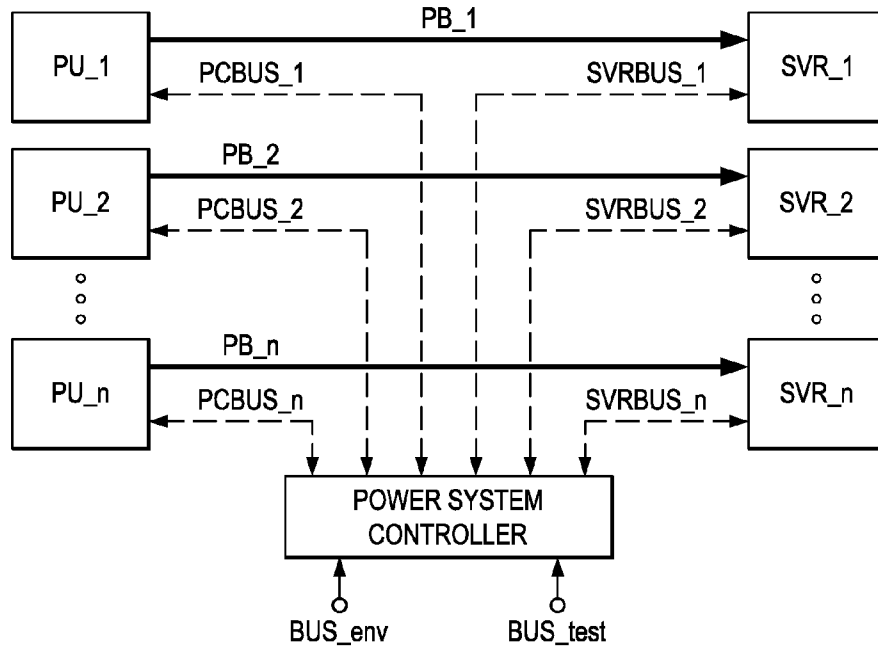 PB_1
PU_1
PCBUS_1
SVRBUS_1
SVR_1
PB_2
PU_2
PCBUS_2
SVRBUS_2
SVR_2
PB_n
PU_n
PCBUS_n
SVRBUS_n
SVR_n
POWER SYSTEM
CONTROLLER
BUS_env
BUS_test